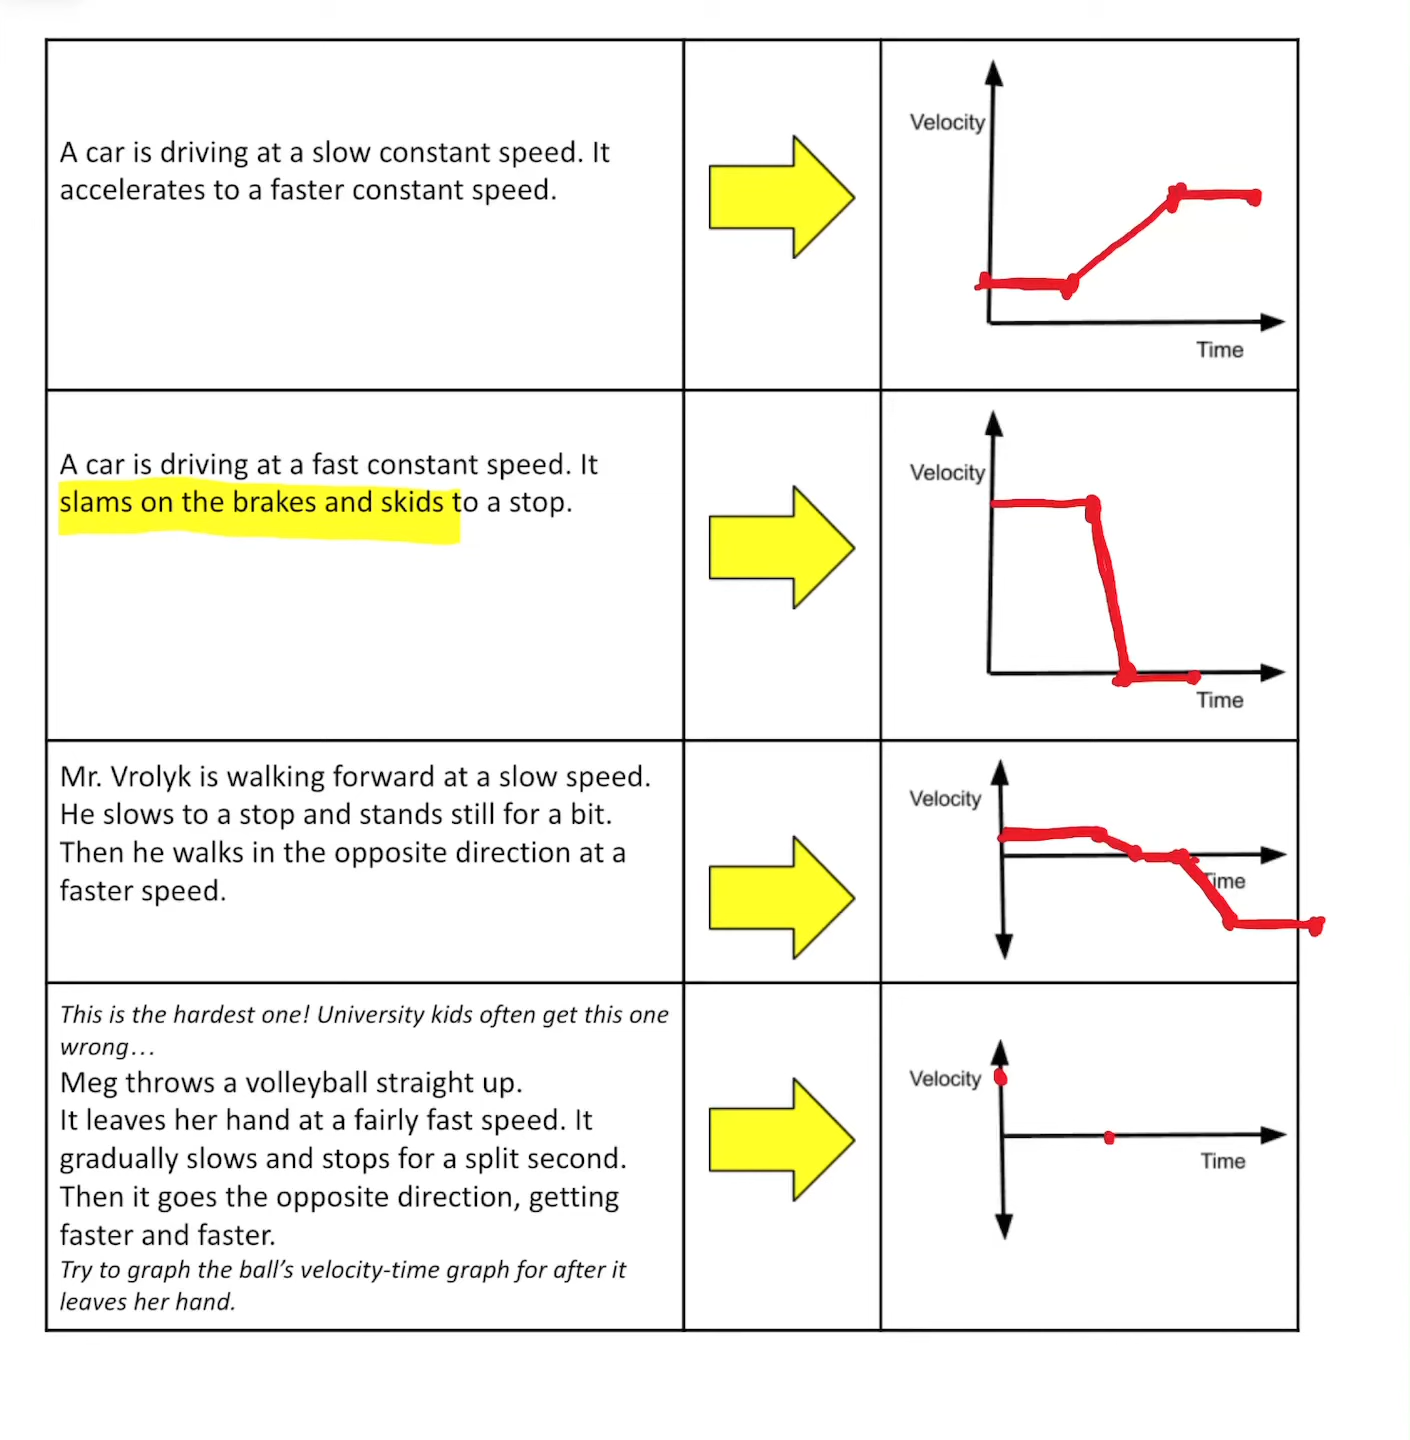 A car is driving at a slow constant speed. It
accelerates to a faster constant speed.
Velocity
Time
A car is driving at a fast constant speed. It
slams on the brakes and skids to a stop.
Velocity
Time
Mr. Vrolyk is walking forward at a slow speed.
He slows to a stop and stands still for a bit.
Then he walks in the opposite direction at a
faster speed.
Velocity
Time
This is the hardest one! University kids often get this one
wrong…
Meg throws a volleyball straight up.
It leaves her hand at a fairly fast speed. It
gradually slows and stops for a split second.
Then it goes the opposite direction, getting
faster and faster.
Try to graph the ball’s velocity-time graph for after it
leaves her hand.
Velocity
Time